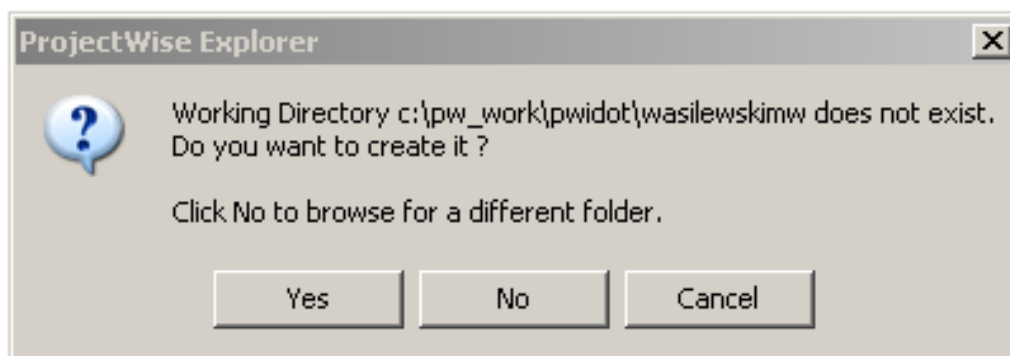 ProjectWise Explorer
Working Directory c:\pw_work\pwidot\wasilewskimw does not exist.
Do you want to create it ?
Click No to browse for a different folder.
Yes No Cancel